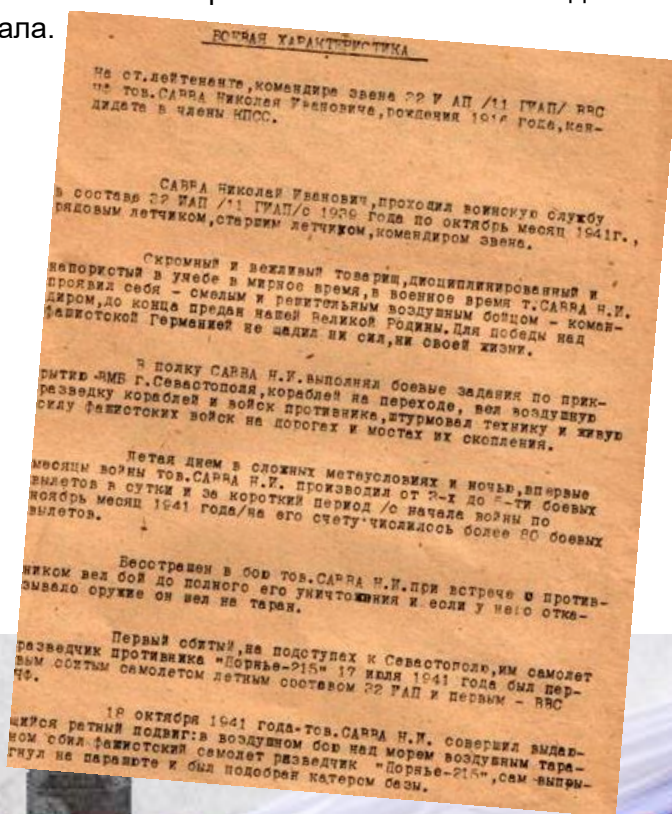 ала.
БОЕВАЯ ХАРАКТЕРИСТИКА
На ст.лейтенанта,командира звена 32 И АП /11 ГИАП/ ВВС
ЧФ тов.САВВА Николая Ивановича,рождения 1916 года,кан-
дидата в члены КПСС.
САВВА Николай Иванович,проходил воинскую службу
в составе 32 ИАП /11 ГИАП/с 1939 года по октябрь месяц 1941г.,
рядовым летчиком,старшим летчиком,командиром звена.
Скромный и вежливый товарищ,дисциплинированный и
напористый в учебе в мирное время,в военное время т.САВВА Н.И.
проявил себя - смелым и решительным воздушным бойцом - коман-
диром,до конца предан нашей Великой Родины.Для победы над
фашистокой Германией не щадил ни сил,ни своей жизни.
В полку САВВА Н.И.выполнял боевые задания по прик-
рытию ВМБ г.Севастополя,кораблей на переходе, вел воздушную
разведку кораблей и войск противника,штурмовал технику и живую
силу фашистских войск на дорогах и мостах их скопления.
Летая днем в сложных метеусловиях и ночью,впервые
месяцы войны тов.САВВА Н.И. производил от 2-х до 5-ти боевых
вылетов в сутки и за короткий период /с начала войны по
ноябрь месяц 1941 года/на его счету числилось более 80 боевых
вылетов.
Бесстрашен в бою тов.САВВА Н.И.при встрече с против-
ником вел бой до полного его уничтожения и если у него отка-
зывало оружие он шел на таран.
Первый сбитый,на подступах к Севастополю,им самолет
разведчик противника "Дорнье-215" 17 июля 1941 года был пер-
вым сбитым самолетом летным составом 32 ИАП и первым - ВВС
ЧФ.
18 октября 1941 года-тов.САВВА Н.И. совершил выдаю-
щийся ратный подвиг:в воздушном бою над морем воздушным тара-
ном сбил фашистский самолет разведчик "Дорнье-215",сам выпры-
гнул на парашюте и был подобран катером базы.